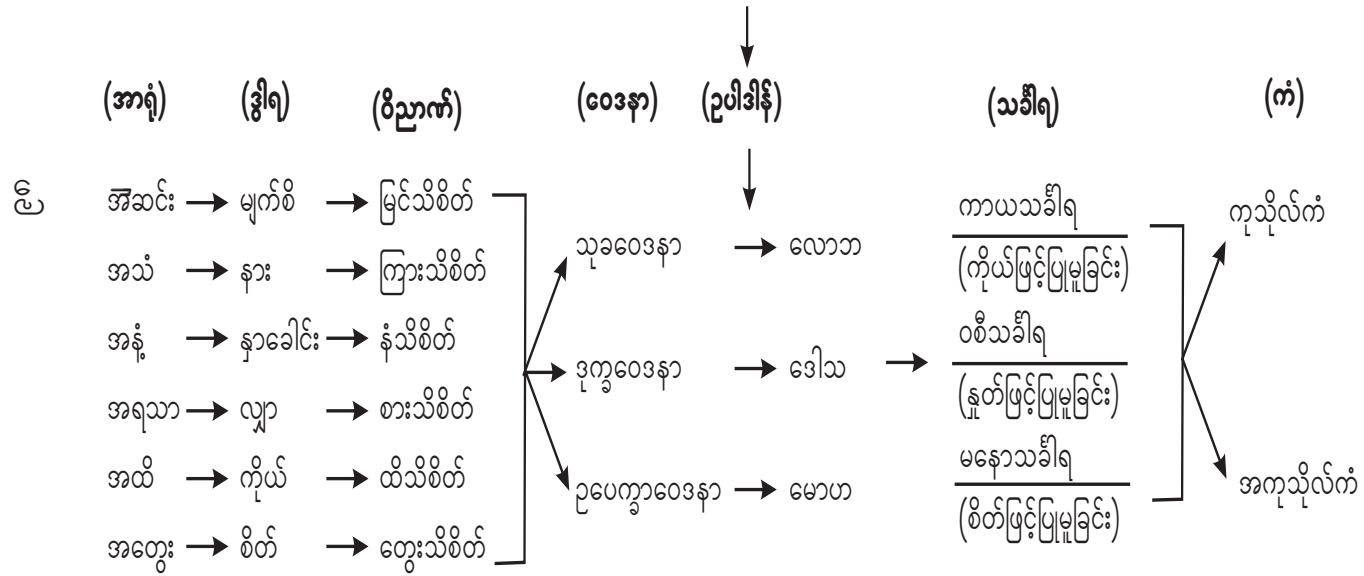 (အာရုံ) (ဒွါရ) (ဝိညာဏ်) (ဝေဒနာ) (ဥပါဒါန်) (သင်္ခါရ) (ကံ)
အဆင်း မျက်စိ မြင်သိစိတ်
အသံ နား ကြားသိစိတ်
အနံ့ နှာခေါင်း နံသိစိတ်
အရသာ လျှာ စားသိစိတ်
အထိ ကိုယ် ထိသိစိတ်
အတွေး စိတ် တွေးသိစိတ်
သုခဝေဒနာ လောဘ
ဒုက္ခဝေဒနာ ဒေါသ
ဥပေက္ခာဝေဒနာ မောဟ
ကာယသင်္ခါရ
(ကိုယ်ဖြင့်ပြုမူခြင်း)
ဝစီသင်္ခါရ
(နှုတ်ဖြင့်ပြုမူခြင်း)
မနောသင်္ခါရ
(စိတ်ဖြင့်ပြုမူခြင်း)
ကုသိုလ်ကံ
အကုသိုလ်ကံ